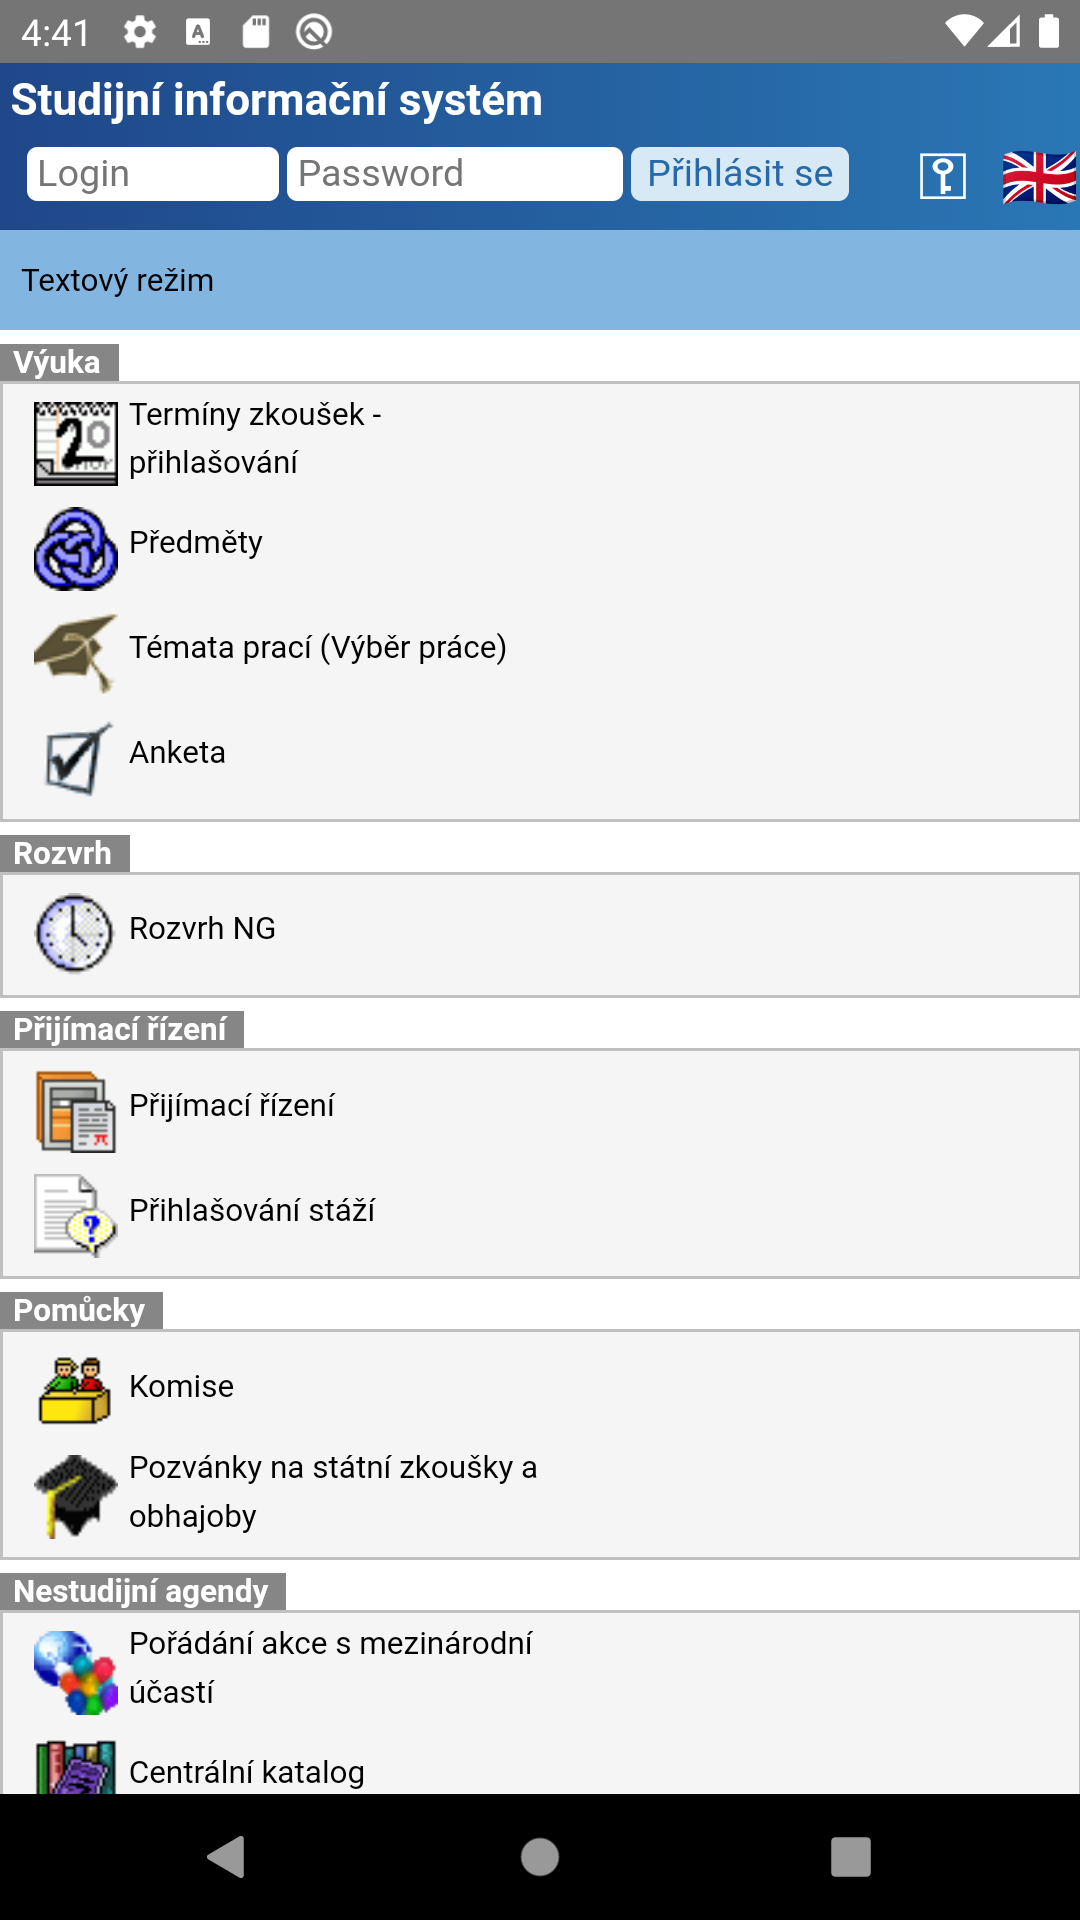 4:41
Studijní informační systém
Login
Password
Přihlásit se
Textový režim
Výuka
Termíny zkoušek -
přihlašování
Předměty
Témata prací (Výběr práce)
Anketa
Rozvrh
Rozvrh NG
Přijímací řízení
Přijímací řízení
Přihlašování stáží
Pomůcky
Komise
Pozvánky na státní zkoušky a
obhajoby
Nestudijní agendy
Pořádání akce s mezinárodní
účastí
Centrální katalog